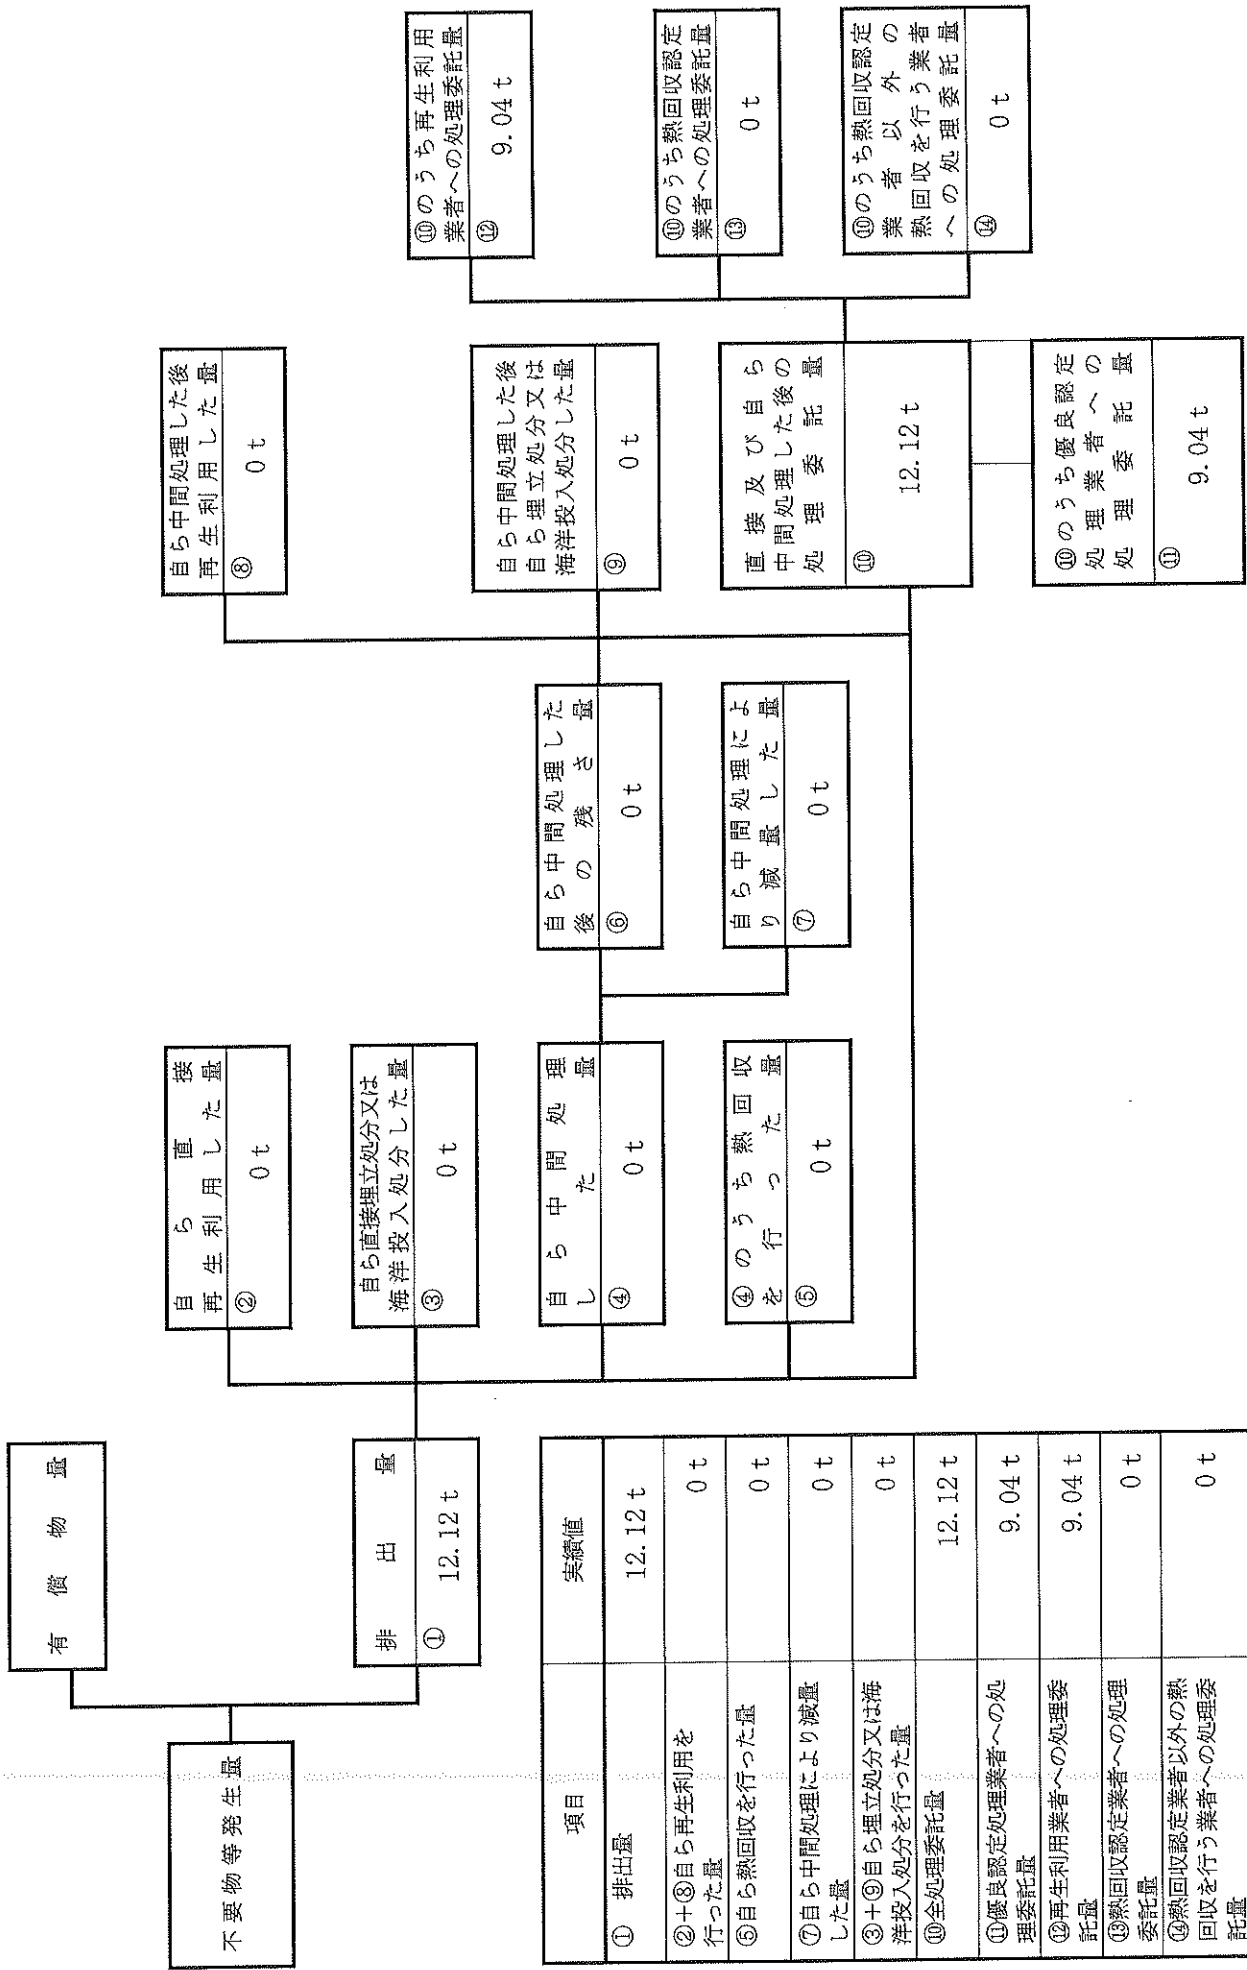 不要物等発生量
有償物量
排出量
① 12.12 t
自ら直接
再生利用した量
② 0 t
自ら直接埋立処分又は
海洋投入処分した量
③ 0 t
自ら中間処理
した量
④ 0 t
④のうち熱回収
を行った量
⑤ 0 t
自ら中間処理した
後の残さ量
⑥ 0 t
自ら中間処理によ
り減量した量
⑦ 0 t
自ら中間処理した後
再生利用した量
⑧ 0 t
自ら中間処理した後
自ら埋立処分又は
海洋投入処分した量
⑨ 0 t
直接及び自ら
中間処理した後の
処理委託量
⑩ 12.12 t
⑩のうち優良認定
処理業者への
処理委託量
⑪ 9.04 t
⑩のうち再生利用
業者への処理委託量
⑫ 9.04 t
⑩のうち熱回収認定
業者への処理委託量
⑬ 0 t
⑩のうち熱回収認定
業者以外の
熱回収を行う業者
への処理委託量
⑭ 0 t
項目 実績値
① 排出量 12.12 t
②+⑧自ら再生利用を
行った量 0 t
⑤自ら熱回収を行った量 0 t
⑦自ら中間処理により減量
した量 0 t
③+⑨自ら埋立処分又は海
洋投入処分を行った量 0 t
⑩全処理委託量 12.12 t
⑪優良認定処理業者への処
理委託量 9.04 t
⑫再生利用業者への処理委
託量 9.04 t
⑬熱回収認定業者への処理
委託量 0 t
⑭熱回収認定業者以外の熱
回収を行う業者への処理委
託量 0 t